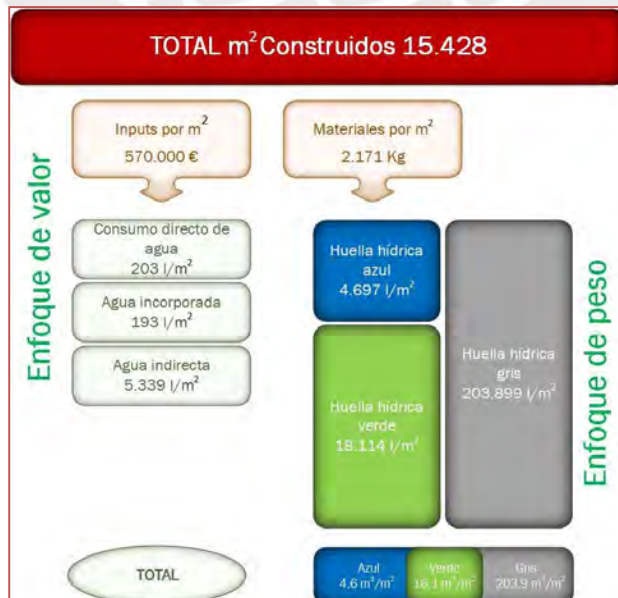 TOTAL m² Construidos 15.428
Enfoque de valor
Inputs por m²
570.000 €
Consumo directo de
agua
203 l/m²
Agua incorporada
193 l/m²
Agua indirecta
5.339 l/m²
Materiales por m²
2.171 Kg
Huella hídrica
azul
4.697 l/m²
Huella hídrica
verde
18.114 l/m²
Huella hídrica
gris
203.899 l/m²
Enfoque de peso
TOTAL
Azul
4.6 m³/m²
Verde
18.1 m³/m²
Gris
203.9 m³/m²